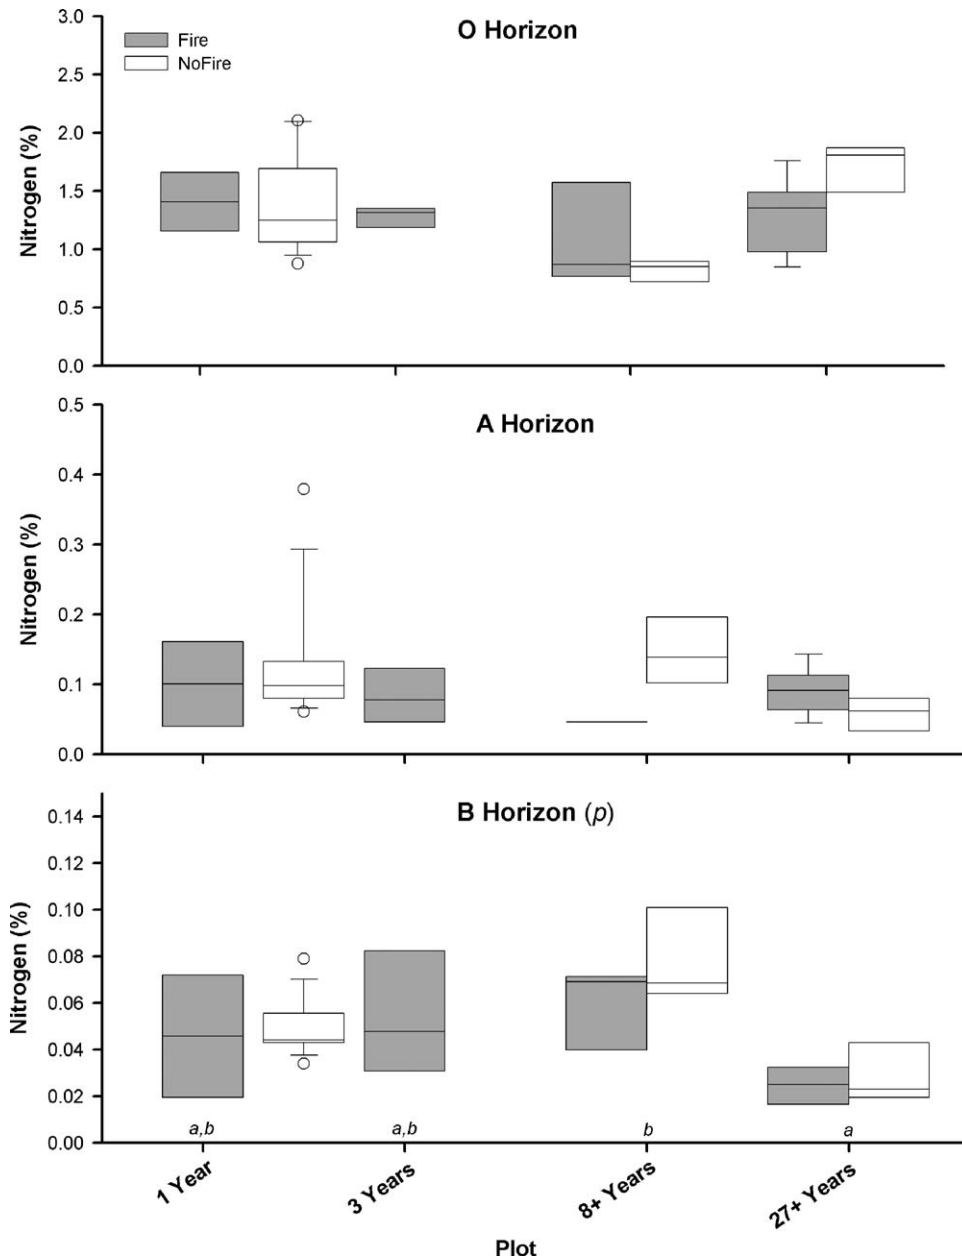 O Horizon
Fire
NoFire
Nitrogen (%)
3.0
2.5
2.0
1.5
1.0
0.5
0.0
A Horizon
Nitrogen (%)
0.5
0.4
0.3
0.2
0.1
0.0
B Horizon (p)
Nitrogen (%)
0.14
0.12
0.10
0.08
0.06
0.04
0.02
0.00
a,b a,b b a
1 Year 3 Years 8+ Years 27+ Years
Plot